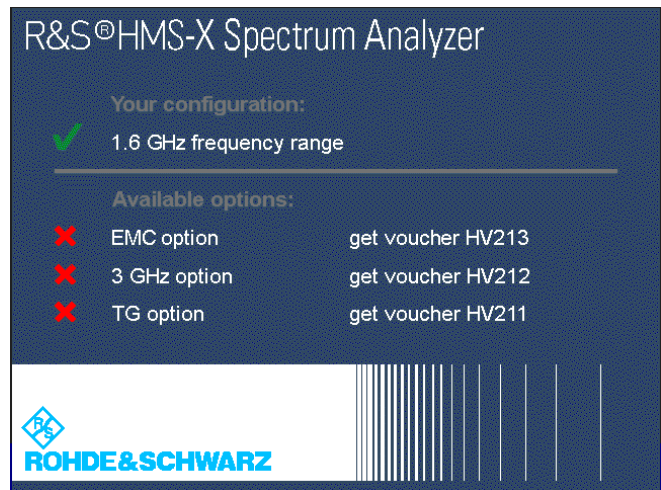 R&S®HMS-X Spectrum Analyzer
Your configuration:
1.6 GHz frequency range
Available options:
EMC option get voucher HV213
3 GHz option get voucher HV212
TG option get voucher HV211
R&S
ROHDE&SCHWARZ